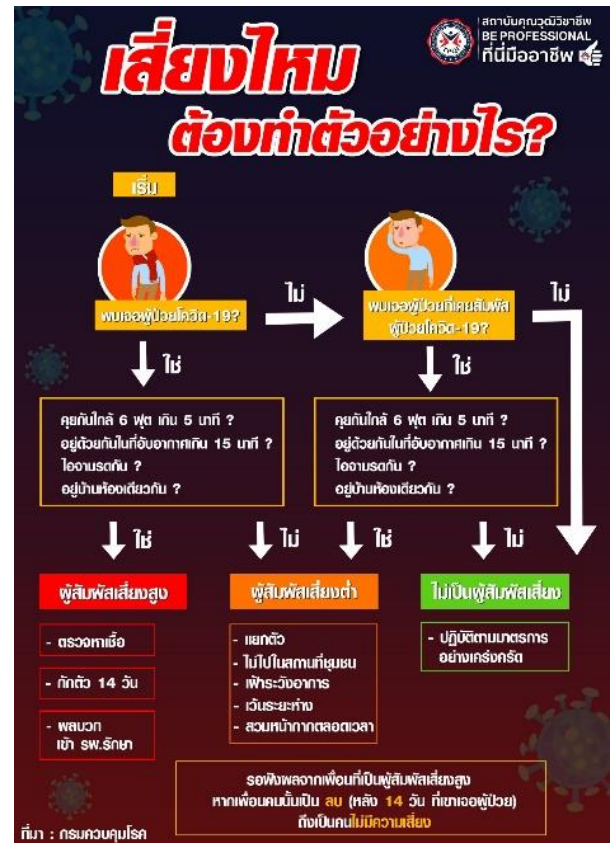 สถาบันคุณวุฒิวิชาชีพ
BE PROFESSIONAL
ที่นี่มืออาชีพ
เสี่ยงไหม
ต้องทำตัวอย่างไร?
เริ่ม
พบเจอผู้ป่วยโควิด-19?
ไม่
พบเจอผู้ป่วยที่เคยสัมผัส
ผู้ป่วยโควิด-19?
ไม่
ใช่
ใช่
คุยกันใกล้ 6 ฟุต เกิน 5 นาที ?
อยู่ด้วยกันในที่อับอากาศเกิน 15 นาที ?
ไอจามรดกัน ?
อยู่บ้านห้องเดียวกัน ?
คุยกันใกล้ 6 ฟุต เกิน 5 นาที ?
อยู่ด้วยกันในที่อับอากาศเกิน 15 นาที ?
ไอจามรดกัน ?
อยู่บ้านห้องเดียวกัน ?
ใช่
ไม่
ใช่
ไม่
ผู้สัมผัสเสี่ยงสูง
- ตรวจหาเชื้อ
- กักตัว 14 วัน
- ผลบวก
เข้า รพ.รักษา
ผู้สัมผัสเสี่ยงต่ำ
- แยกตัว
- ไม่ไปในสถานที่ชุมชน
- เฝ้าระวังอาการ
- เว้นระยะห่าง
- สวมหน้ากากตลอดเวลา
ไม่เป็นผู้สัมผัสเสี่ยง
- ปฏิบัติตามมาตรการ
อย่างเคร่งครัด
รอฟังผลจากเพื่อนที่เป็นผู้สัมผัสเสี่ยงสูง
หากเพื่อนคนนั้นเป็น ลบ (หลัง 14 วัน ที่เขาเจอผู้ป่วย)
ถึงเป็นคนไม่มีความเสี่ยง
ที่มา : กรมควบคุมโรค